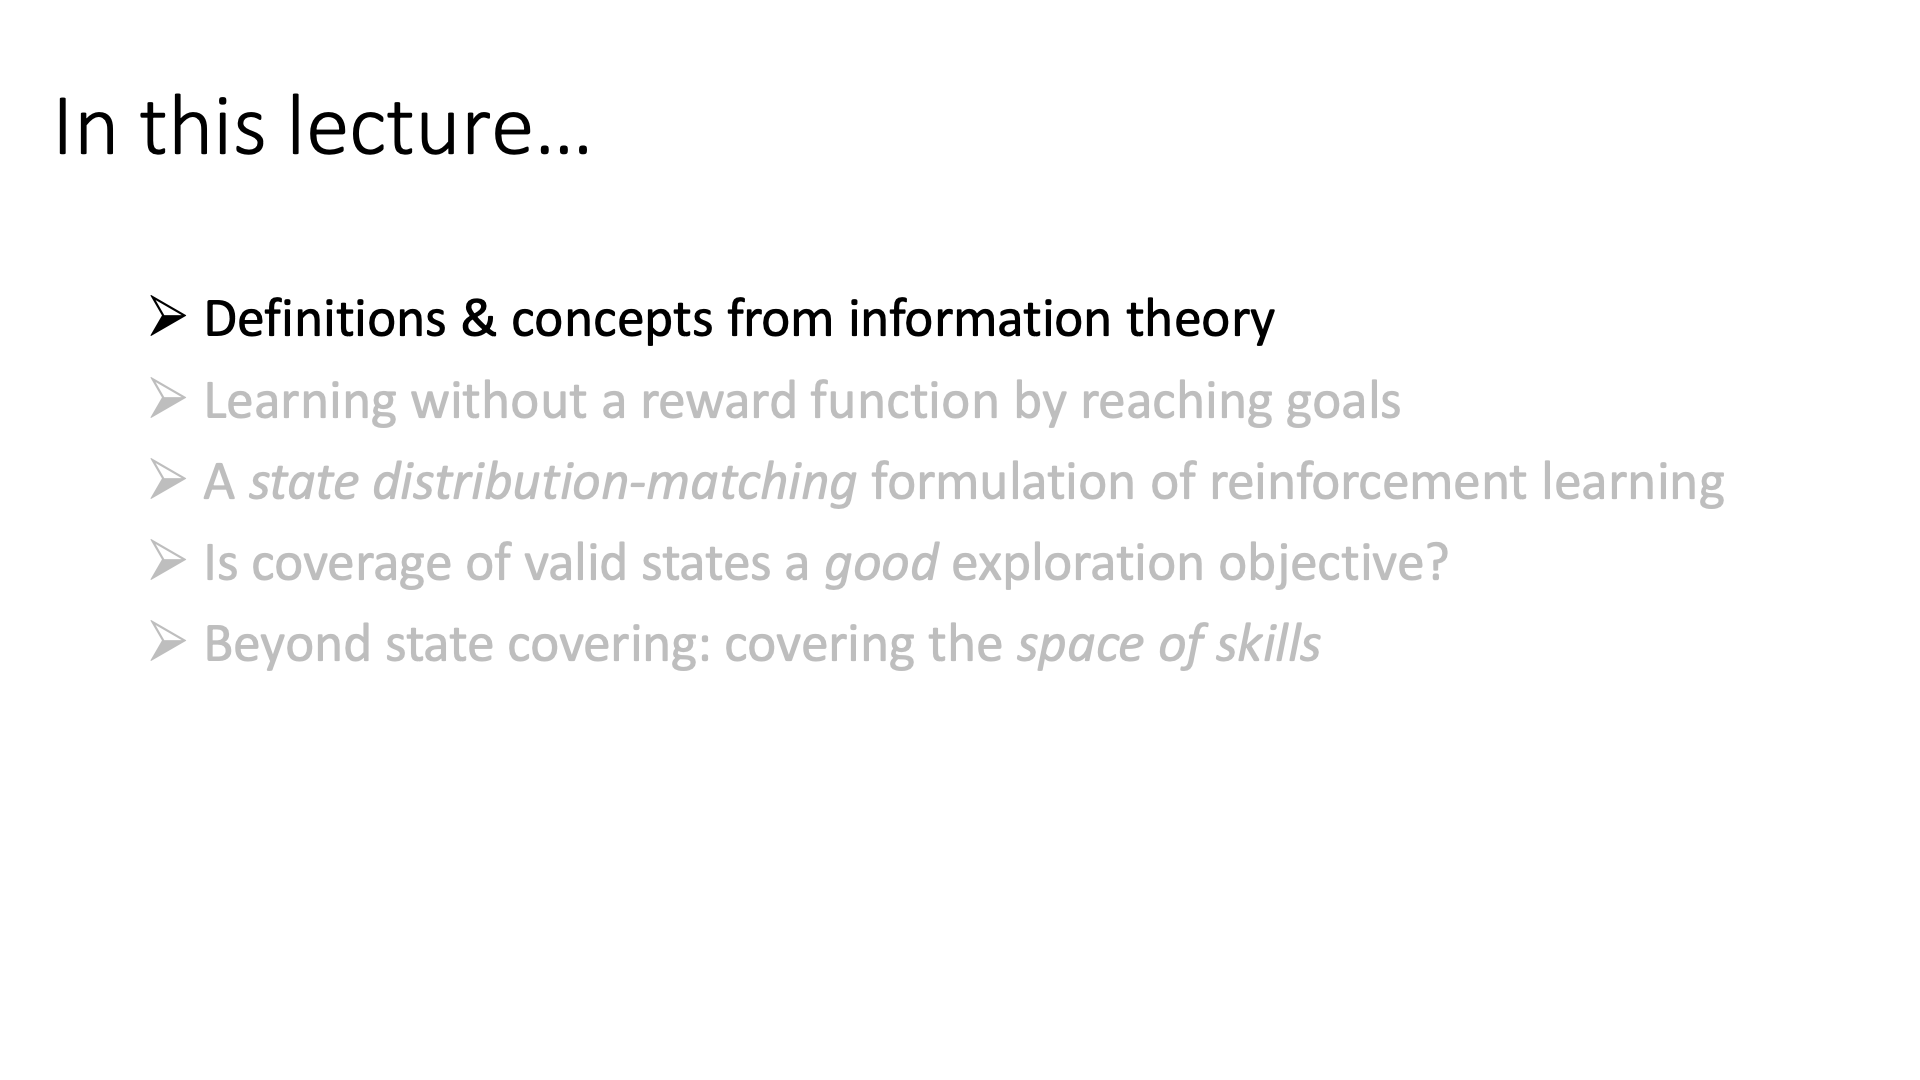 In this lecture…
➢ Definitions & concepts from information theory
➢ Learning without a reward function by reaching goals
➢ A state distribution-matching formulation of reinforcement learning
➢ Is coverage of valid states a good exploration objective?
➢ Beyond state covering: covering the space of skills